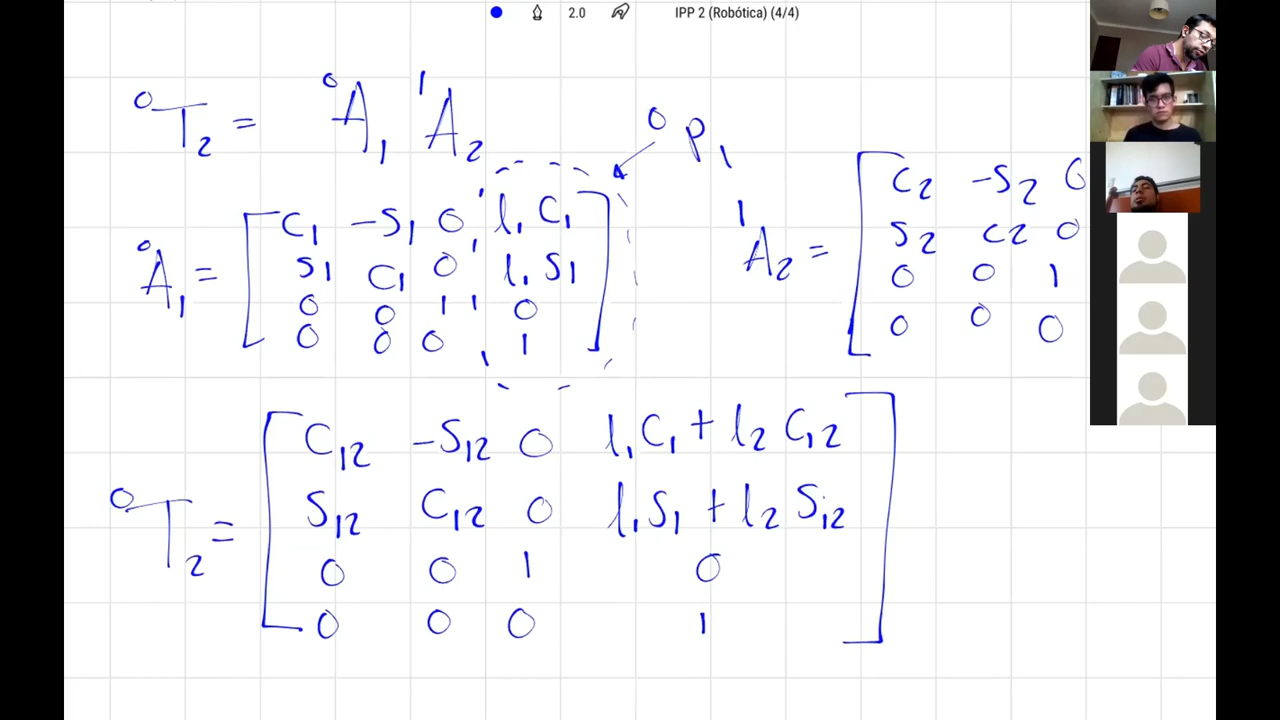 2.0 IPP 2 (Robótica) (4/4)
⁰T₂ = ⁰A₁ ¹A₂
⁰P₁
⁰A₁ =
C₁ -S₁ 0 l₁C₁
S₁ C₁ 0 l₁S₁
0 0 1 0
0 0 0 1
¹A₂ =
C₂ -S₂
S₂ C₂ 0
0 0 1
0 0 0
⁰T₂ =
C₁₂ -S₁₂ 0 l₁C₁ + l₂C₁₂
S₁₂ C₁₂ 0 l₁S₁ + l₂S₁₂
0 0 1 0
0 0 0 1